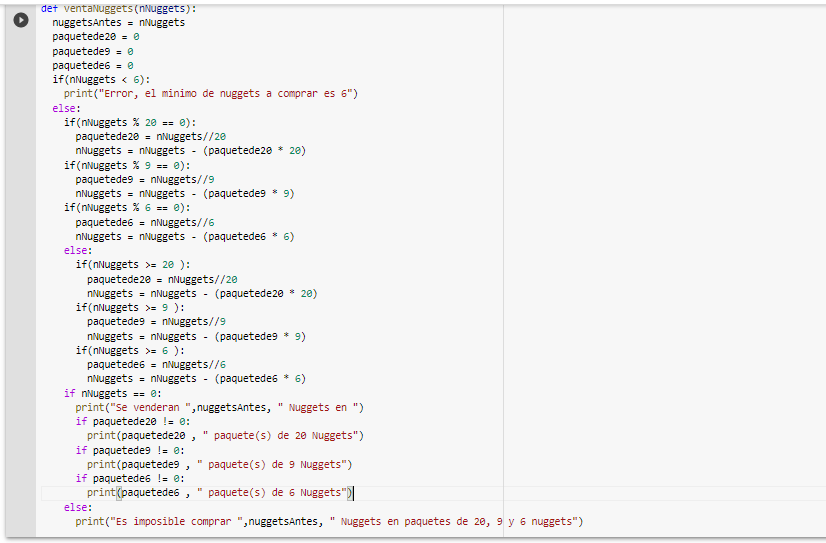 def ventaNuggets(nNuggets):
nuggetsAntes = nNuggets
paquetede20 = 0
paquetede9 = 0
paquetede6 = 0
if(nNuggets < 6):
print("Error, el minimo de nuggets a comprar es 6")
else:
if(nNuggets % 20 == 0):
paquetede20 = nNuggets//20
nNuggets = nNuggets - (paquetede20 * 20)
if(nNuggets % 9 == 0):
paquetede9 = nNuggets//9
nNuggets = nNuggets - (paquetede9 * 9)
if(nNuggets % 6 == 0):
paquetede6 = nNuggets//6
nNuggets = nNuggets - (paquetede6 * 6)
else:
if(nNuggets >= 20 ):
paquetede20 = nNuggets//20
nNuggets = nNuggets - (paquetede20 * 20)
if(nNuggets >= 9 ):
paquetede9 = nNuggets//9
nNuggets = nNuggets - (paquetede9 * 9)
if(nNuggets >= 6 ):
paquetede6 = nNuggets//6
nNuggets = nNuggets - (paquetede6 * 6)
if nNuggets == 0:
print("Se venderan ",nuggetsAntes, " Nuggets en ")
if paquetede20 != 0:
print(paquetede20 , " paquete(s) de 20 Nuggets")
if paquetede9 != 0:
print(paquetede9 , " paquete(s) de 9 Nuggets")
if paquetede6 != 0:
print(paquetede6 , " paquete(s) de 6 Nuggets")
else:
print("Es imposible comprar ",nuggetsAntes, " Nuggets en paquetes de 20, 9 y 6 nuggets")